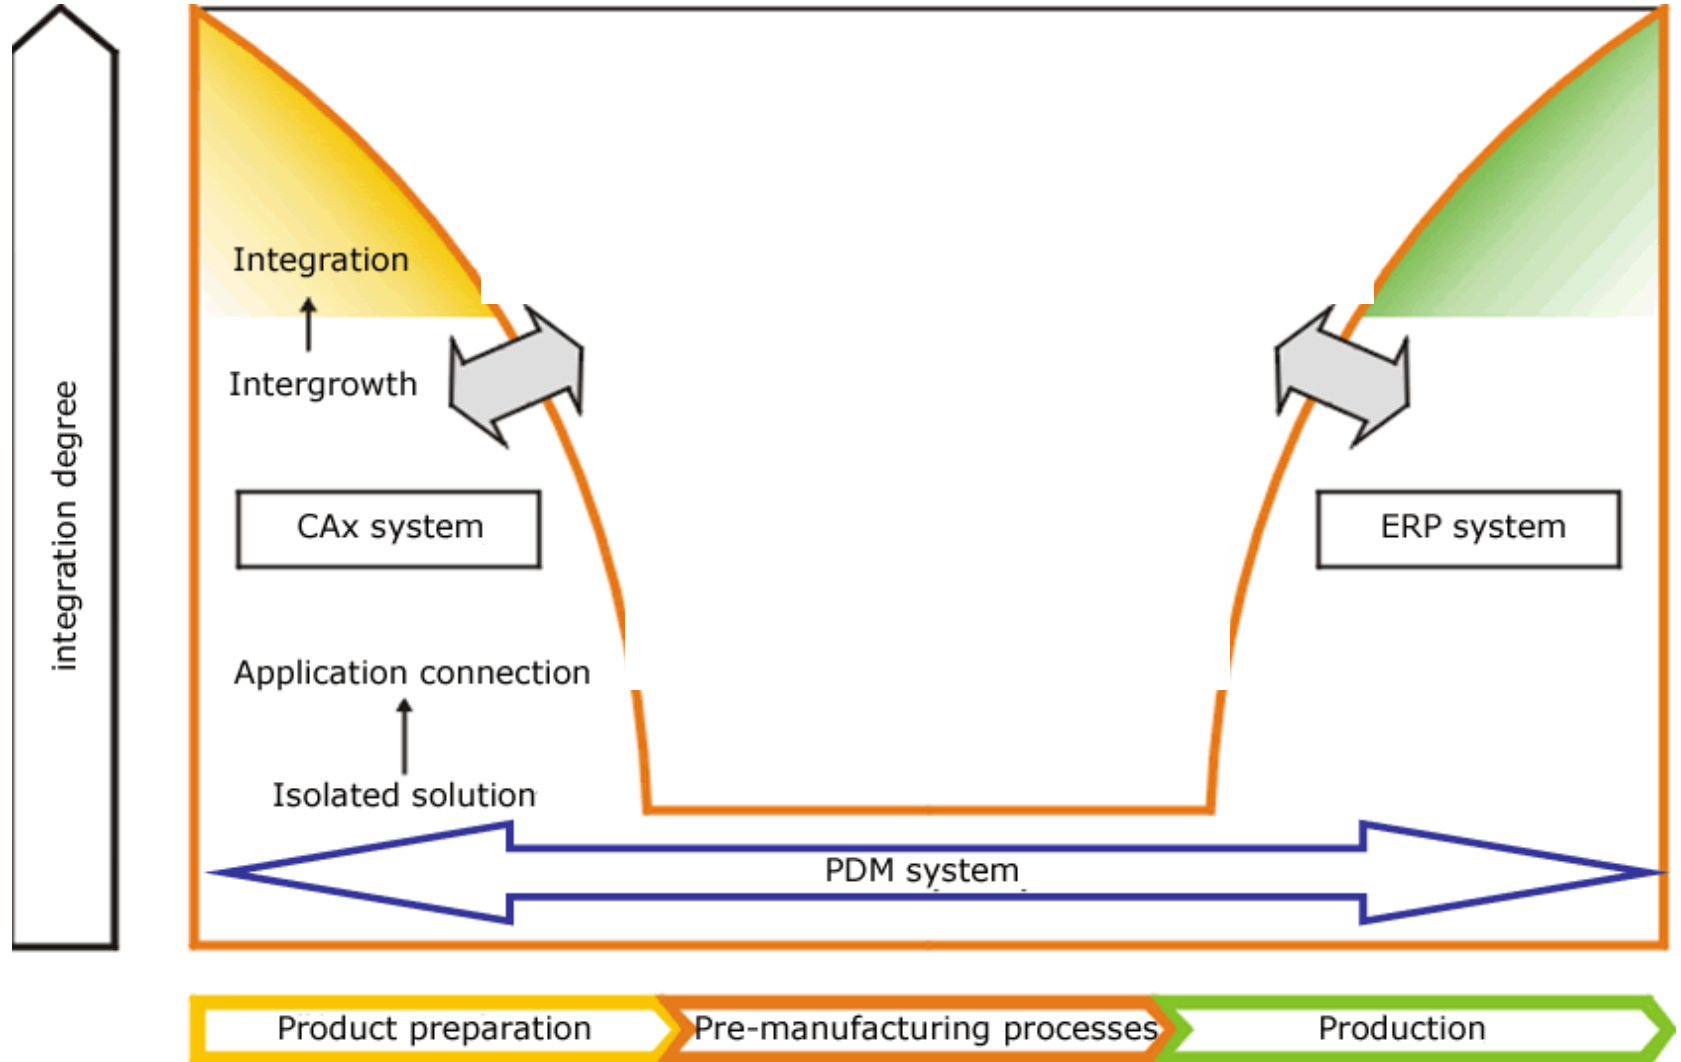 integration degree
Integration
Intergrowth
CAx system
ERP system
Application connection
Isolated solution
PDM system
Product preparation
Pre-manufacturing processes
Production